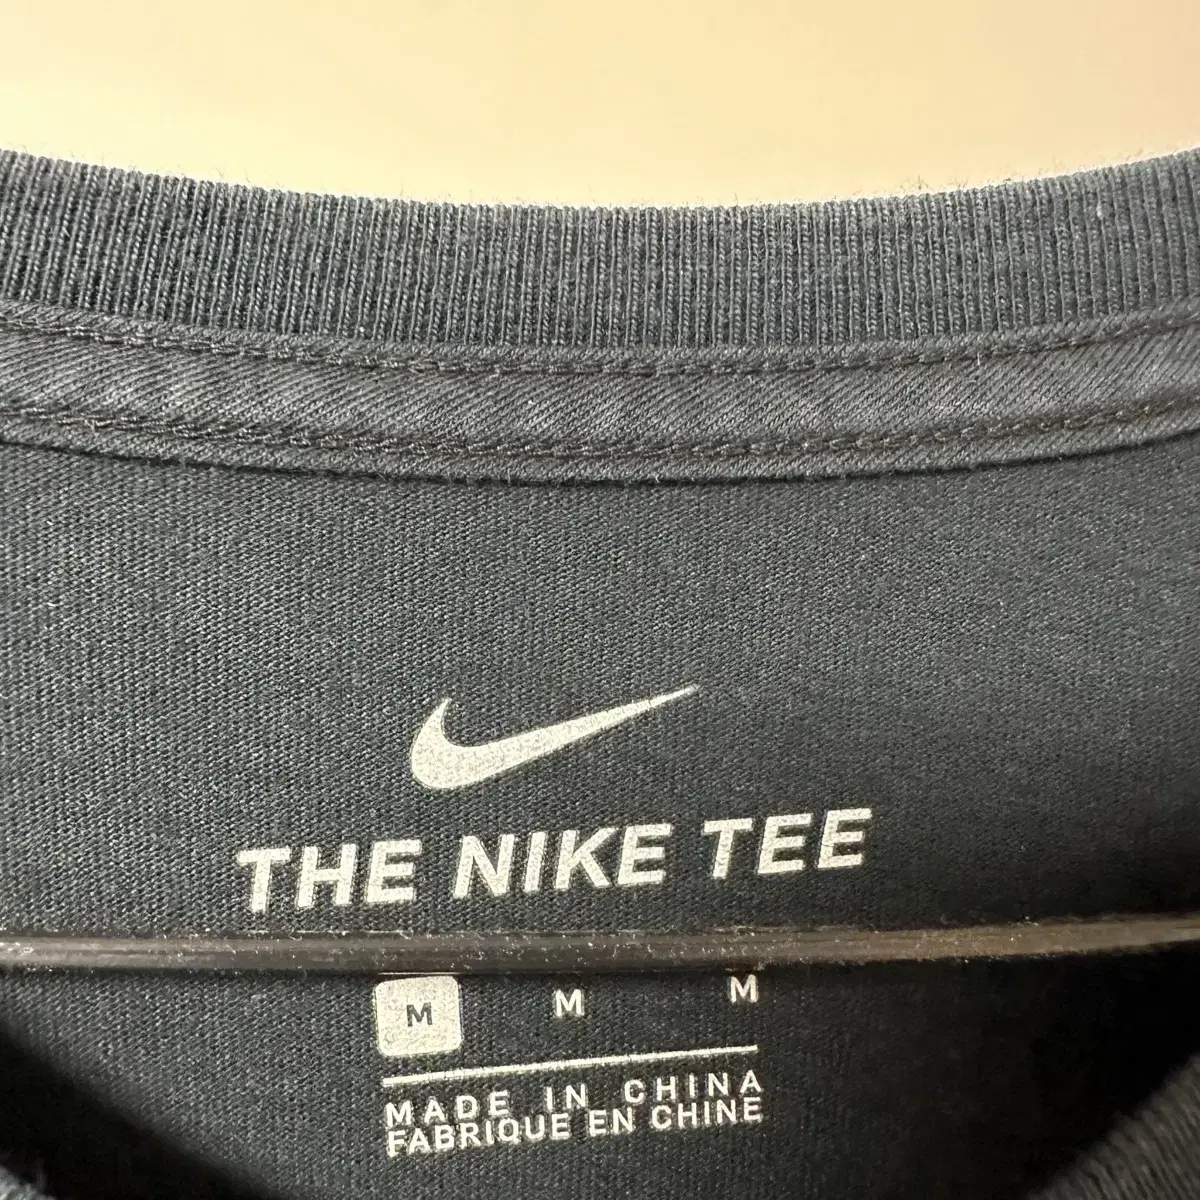 THE NIKE TEE
M M M
MADE IN CHINA
FABRIQUE EN CHINE